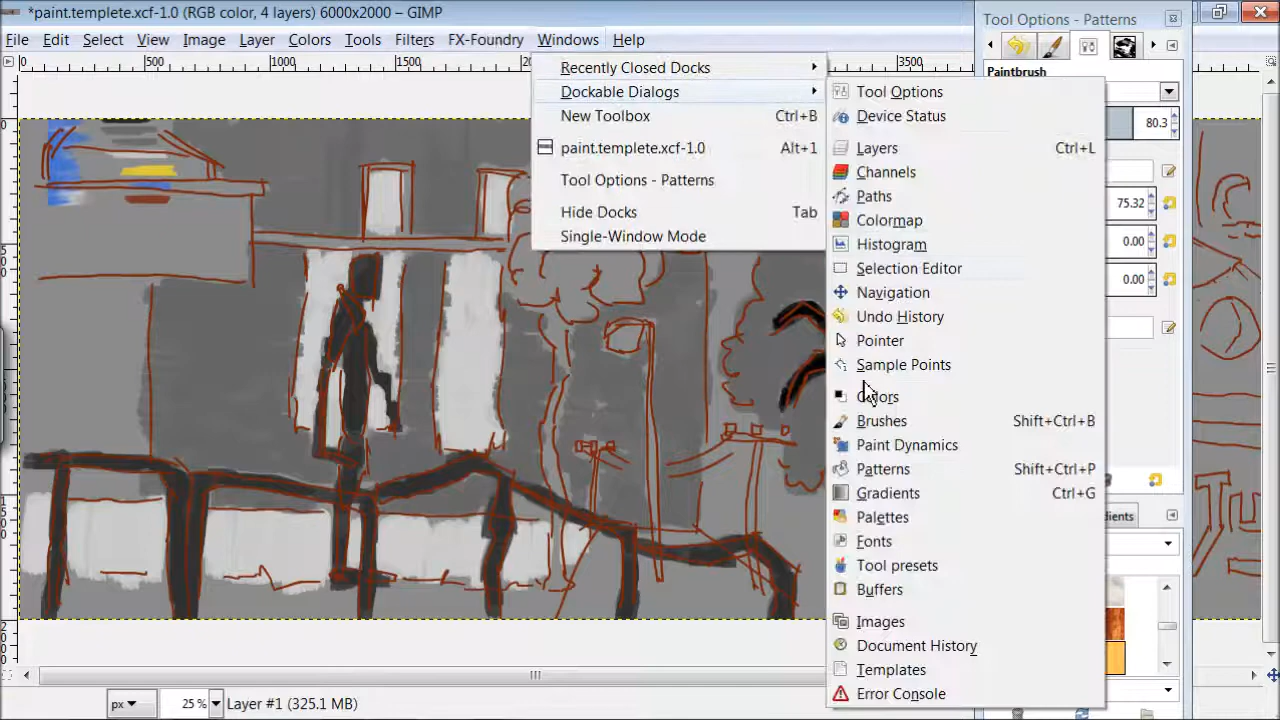 *paint.templete.xcf-1.0 (RGB color, 4 layers) 6000x2000 – GIMP
File Edit Select View Image Layer Colors Tools Filters FX-Foundry Windows Help
0 500 1000 3500
Recently Closed Docks
Dockable Dialogs
New Toolbox Ctrl+B
paint.templete.xcf-1.0 Alt+1
Tool Options - Patterns
Hide Docks Tab
Single-Window Mode
Tool Options
Device Status
Layers Ctrl+L
Channels
Paths
Colormap
Histogram
Selection Editor
Navigation
Undo History
Pointer
Sample Points
Colors
Brushes Shift+Ctrl+B
Paint Dynamics
Patterns Shift+Ctrl+P
Gradients Ctrl+G
Palettes
Fonts
Tool presets
Buffers
Images
Document History
Templates
Error Console
Tool Options - Patterns
Paintbrush
80.3
75.32
0.00
0.00
px 25% Layer #1 (325.1 MB)